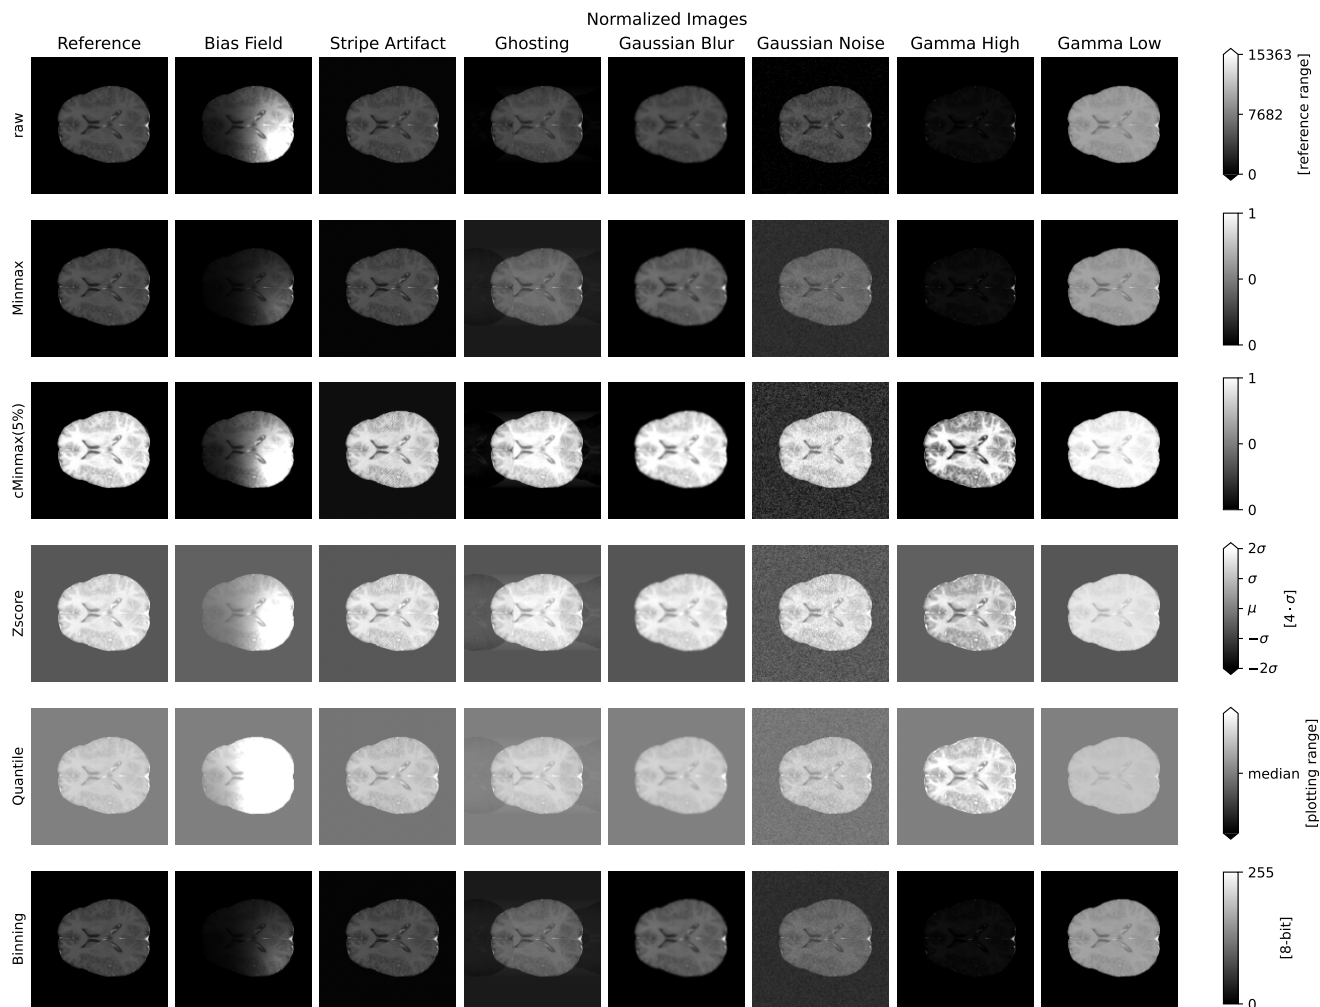 Normalized Images
Reference Bias Field Stripe Artifact Ghosting Gaussian Blur Gaussian Noise Gamma High Gamma Low
raw
15363
7682
0
[reference range]
Minmax
1
0
0
cMinmax(5%)
1
0
0
Zscore
2σ
σ
μ
−σ
−2σ
[4 · σ]
Quantile
median
[plotting range]
Binning
255
0
[8-bit]